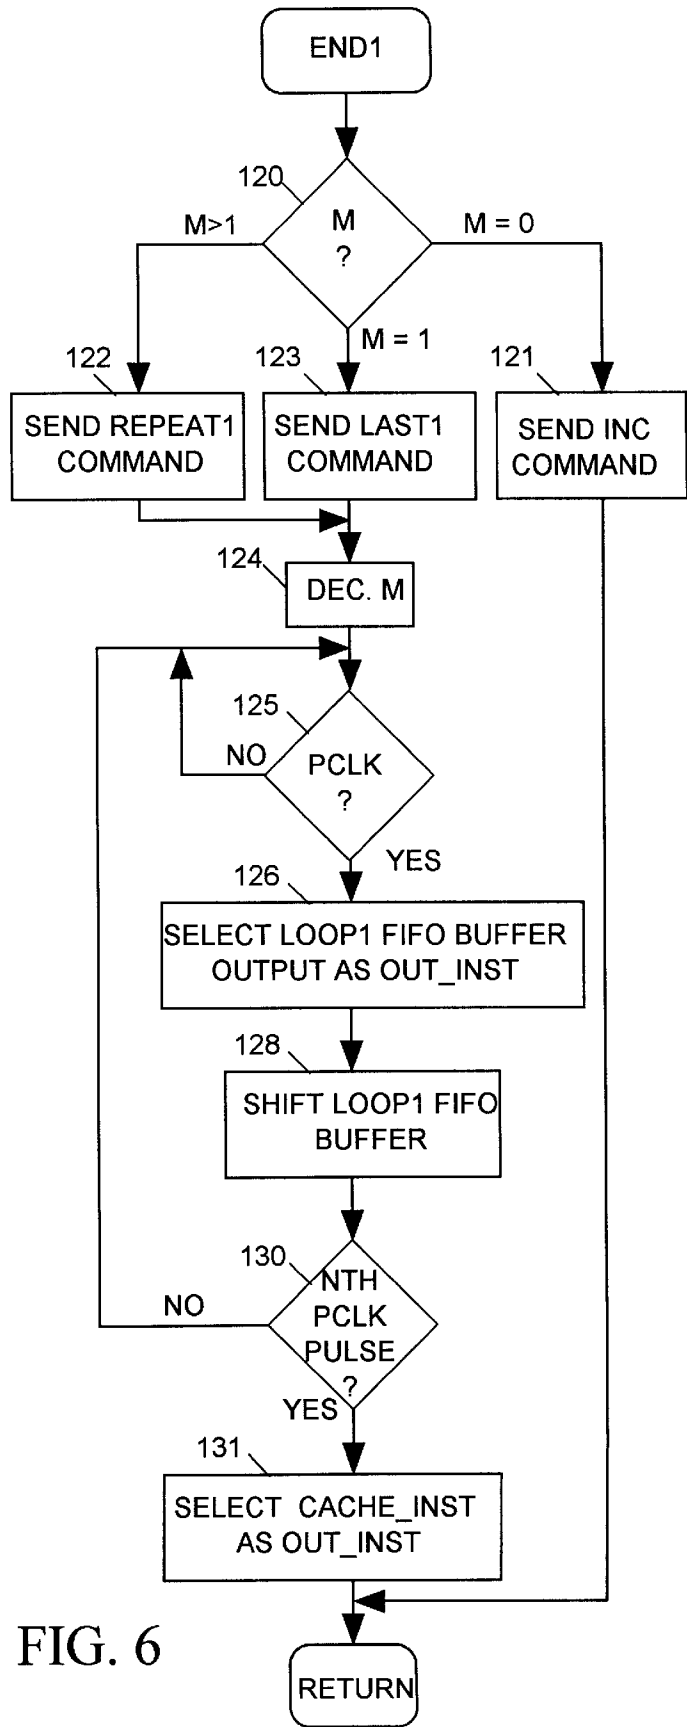 END1
120
M
?
M>1
M = 0
M = 1
122
SEND REPEAT1
COMMAND
123
SEND LAST1
COMMAND
121
SEND INC
COMMAND
124
DEC. M
125
PCLK
?
NO
YES
126
SELECT LOOP1 FIFO BUFFER
OUTPUT AS OUT_INST
128
SHIFT LOOP1 FIFO
BUFFER
130
NTH
PCLK
PULSE
?
NO
YES
131
SELECT CACHE_INST
AS OUT_INST
RETURN
FIG. 6